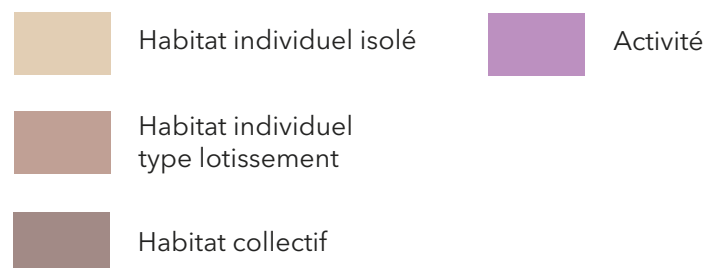 Habitat individuel isolé
Activité
Habitat individuel
type lotissement
Habitat collectif